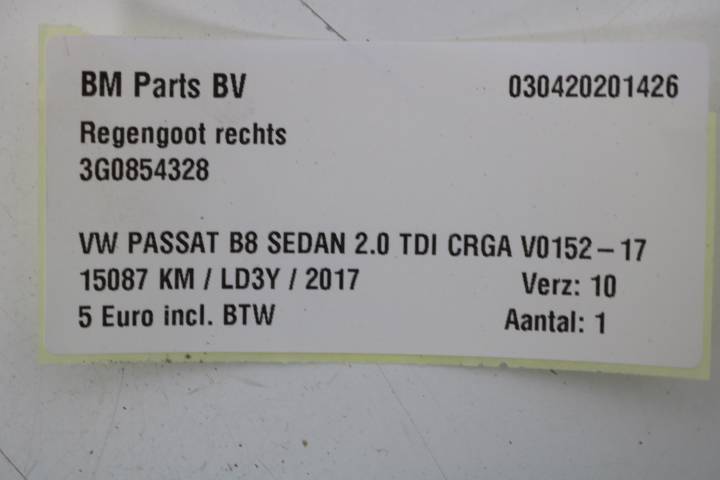 BM Parts BV 030420201426
Regengoot rechts
3G0854328
VW PASSAT B8 SEDAN 2.0 TDI CRGA V0152 – 17
15087 KM / LD3Y / 2017 Verz: 10
5 Euro incl. BTW Aantal: 1